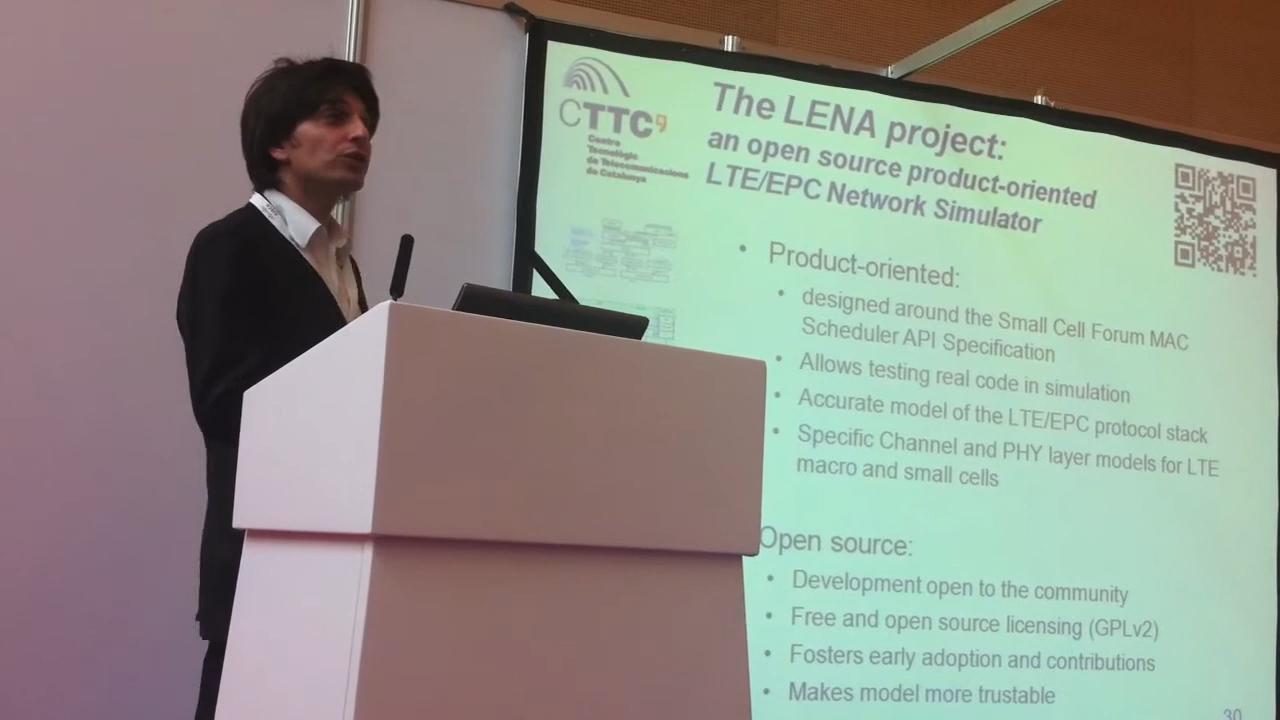 CTTC
Centre
Tecnològic
de Telecomunicacions
de Catalunya
The LENA project:
an open source product-oriented
LTE/EPC Network Simulator
• Product-oriented:
• designed around the Small Cell Forum MAC
Scheduler API Specification
• Allows testing real code in simulation
• Accurate model of the LTE/EPC protocol stack
• Specific Channel and PHY layer models for LTE
macro and small cells
Open source:
• Development open to the community
• Free and open source licensing (GPLv2)
• Fosters early adoption and contributions
• Makes model more trustable
30